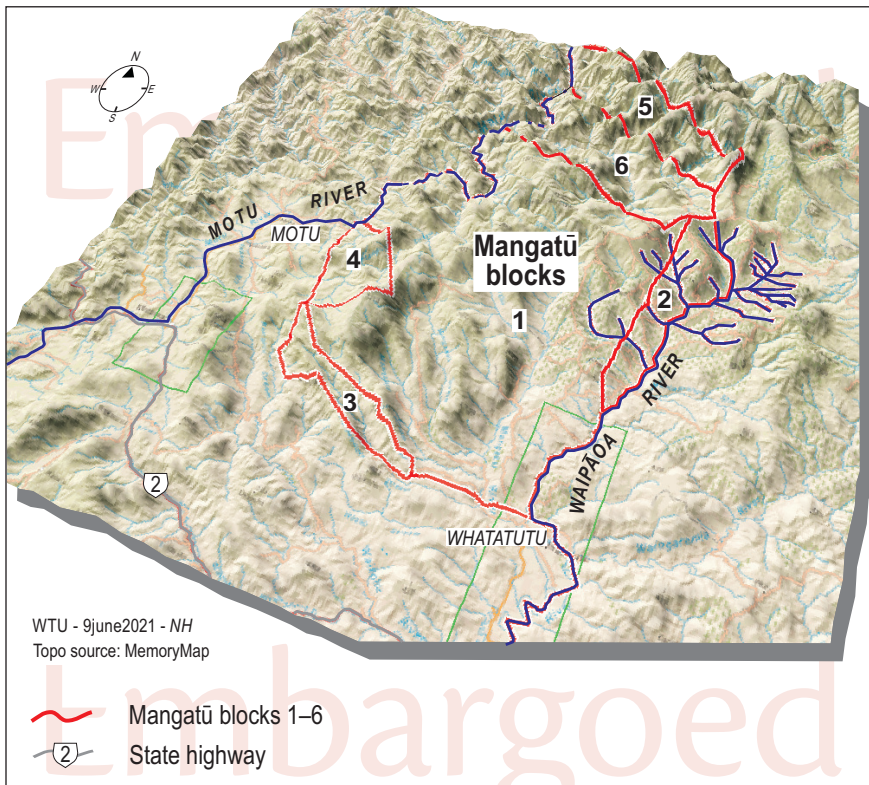 Embargoed
N
W
E
S
5
6
MOTU RIVER
MOTU
4
Mangatū
blocks
2
1
3
WAIPĀOA RIVER
2
WHATATUTU
WTU - 9june2021 - NH
Topo source: MemoryMap
Embargoed
Mangatū blocks 1–6
2
State highway